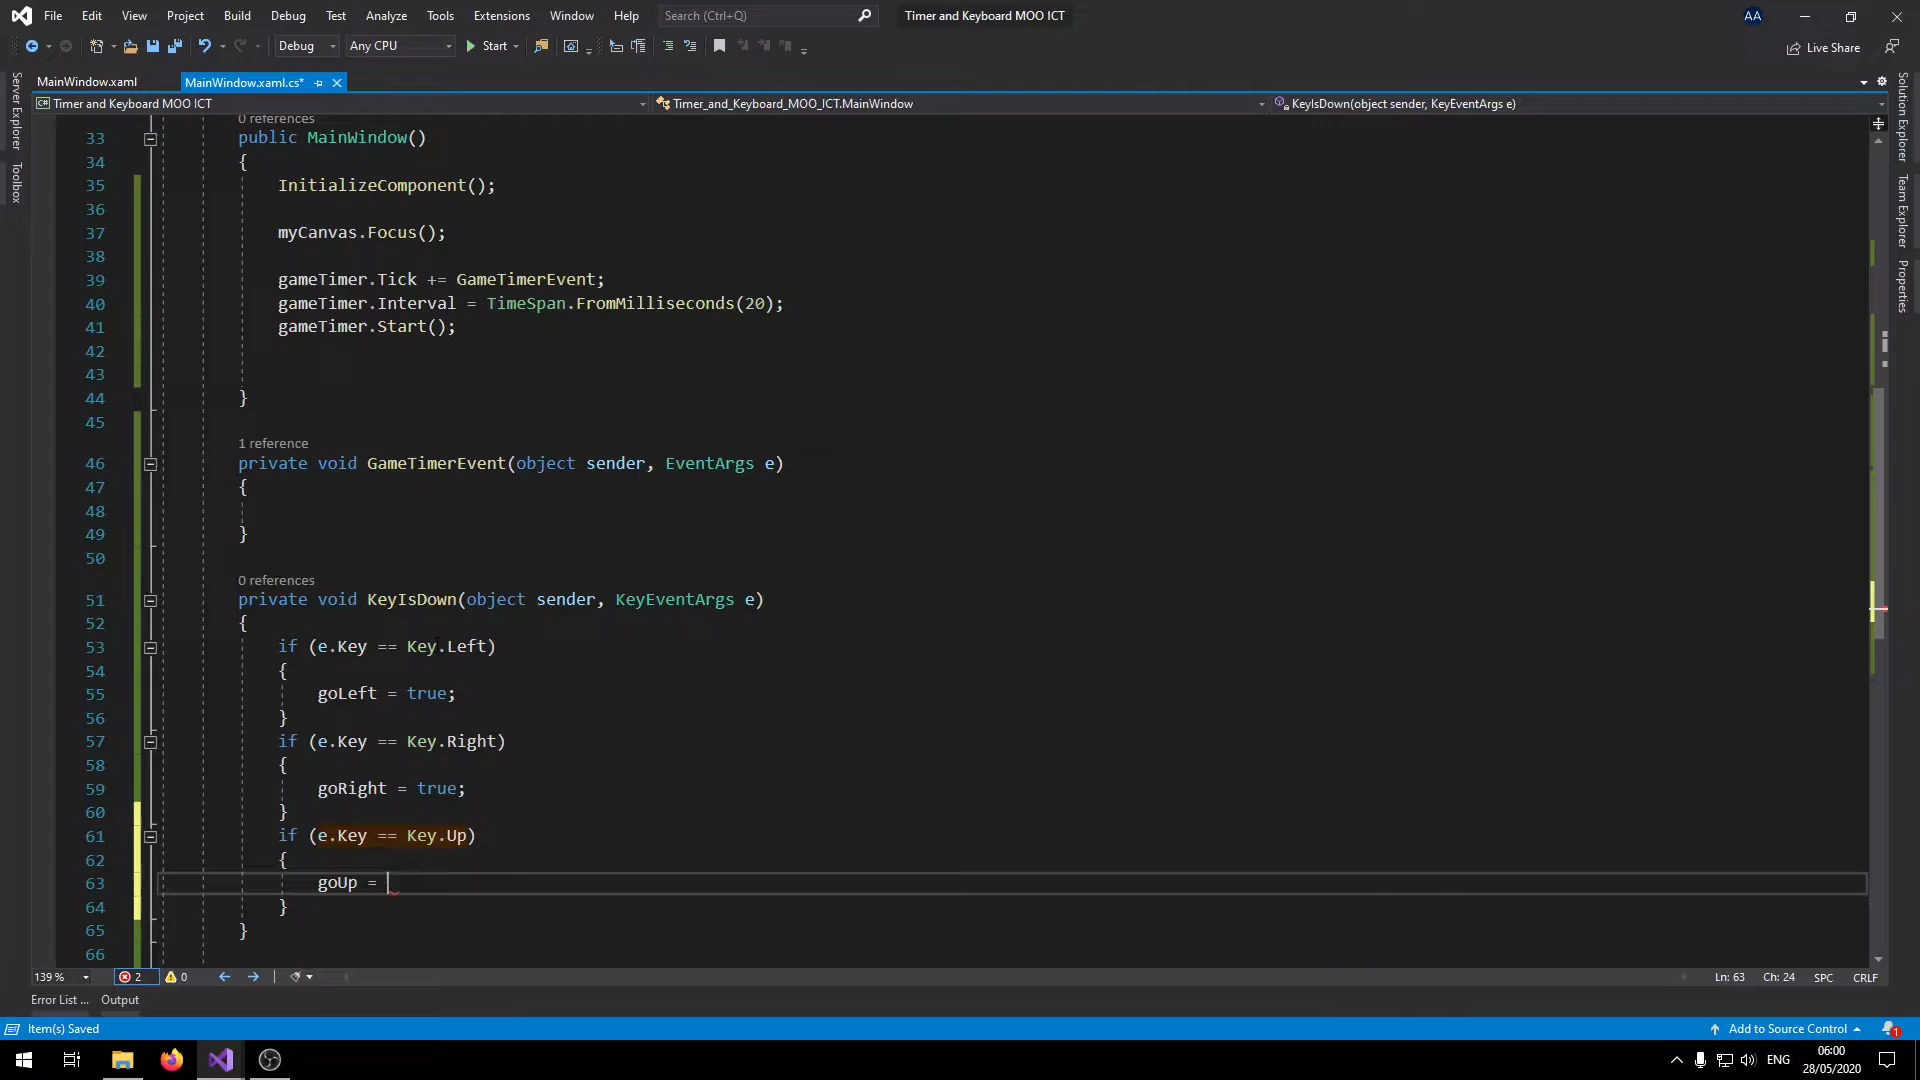 File Edit View Project Build Debug Test Analyze Tools Extensions Window Help Search (Ctrl+Q) Timer and Keyboard MOO ICT AA
Debug Any CPU Start Live Share
MainWindow.xaml MainWindow.xaml.cs*
Timer and Keyboard MOO ICT Timer_and_Keyboard_MOO_ICT.MainWindow KeyIsDown(object sender, KeyEventArgs e)
Server Explorer
Toolbox
Solution Explorer
Team Explorer
Properties
0 references
33 public MainWindow()
34 {
35 InitializeComponent();
36
37 myCanvas.Focus();
38
39 gameTimer.Tick += GameTimerEvent;
40 gameTimer.Interval = TimeSpan.FromMilliseconds(20);
41 gameTimer.Start();
42
43
44 }
45
1 reference
46 private void GameTimerEvent(object sender, EventArgs e)
47 {
48
49 }
50
0 references
51 private void KeyIsDown(object sender, KeyEventArgs e)
52 {
53 if (e.Key == Key.Left)
54 {
55 goLeft = true;
56 }
57 if (e.Key == Key.Right)
58 {
59 goRight = true;
60 }
61 if (e.Key == Key.Up)
62 {
63 goUp =
64 }
65 }
66
139 % 2 0 Ln: 63 Ch: 24 SPC CRLF
Error List ... Output
Item(s) Saved Add to Source Control 1
ENG 06:00
28/05/2020